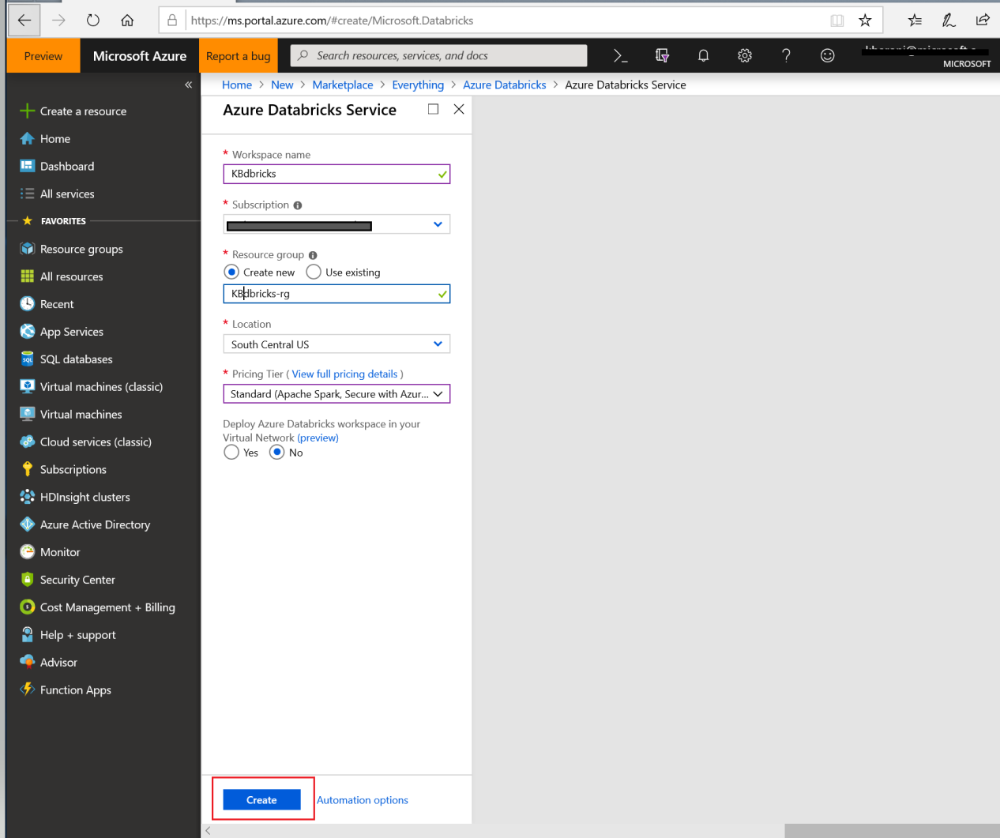 https://ms.portal.azure.com/#create/Microsoft.Databricks
Preview
Microsoft Azure
Report a bug
Search resources, services, and docs
MICROSOFT
Home > New > Marketplace > Everything > Azure Databricks > Azure Databricks Service
Create a resource
Home
Dashboard
All services
FAVORITES
Resource groups
All resources
Recent
App Services
SQL databases
Virtual machines (classic)
Virtual machines
Cloud services (classic)
Subscriptions
HDInsight clusters
Azure Active Directory
Monitor
Security Center
Cost Management + Billing
Help + support
Advisor
Function Apps
Azure Databricks Service
* Workspace name
KBdbricks
* Subscription
* Resource group
Create new Use existing
KBdbricks-rg
* Location
South Central US
* Pricing Tier ( View full pricing details )
Standard (Apache Spark, Secure with Azur...
Deploy Azure Databricks workspace in your
Virtual Network (preview)
Yes No
Create
Automation options